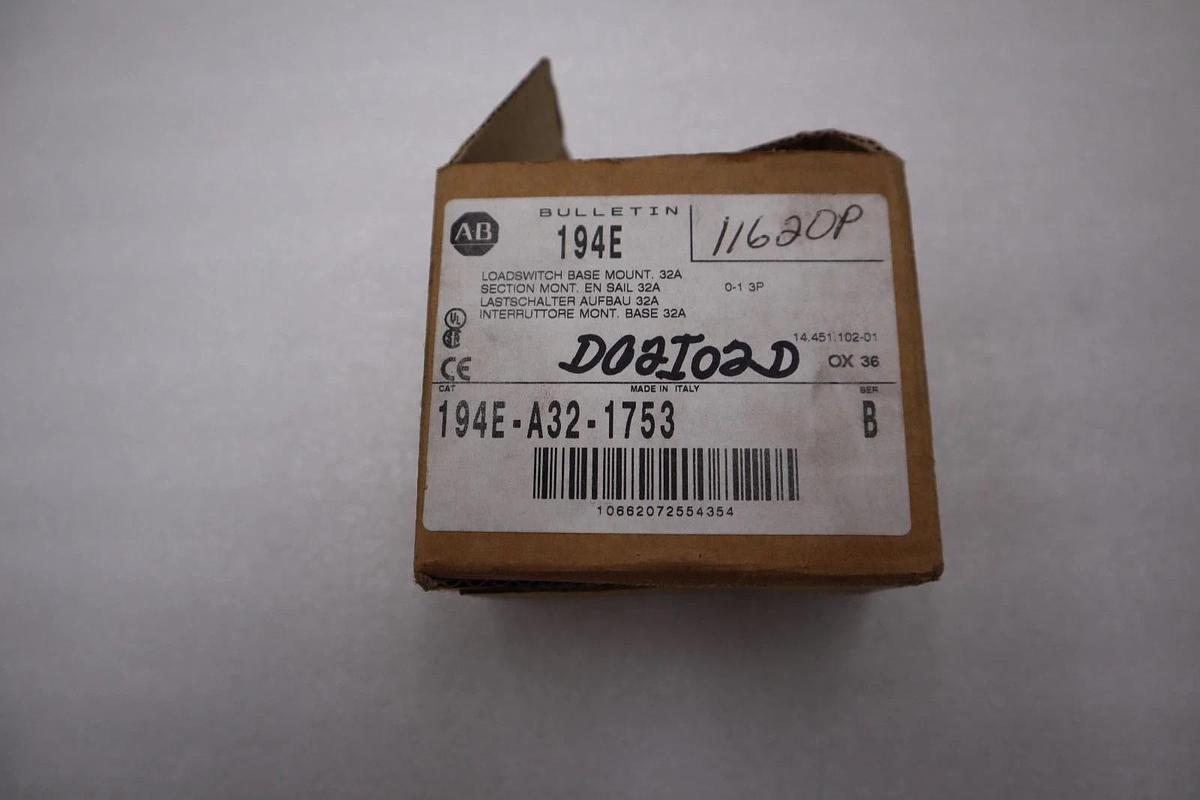 AB
BULLETIN
194E
11620P
LOADSWITCH BASE MOUNT. 32A
SECTION MONT. EN SAIL 32A 0-1 3P
LASTSCHALTER AUFBAU 32A
INTERRUTTORE MONT. BASE 32A
UL
14.451.102-01
D02I02D
OX 36
CE
CAT MADE IN ITALY SER
194E-A32-1753 B
10662072554354